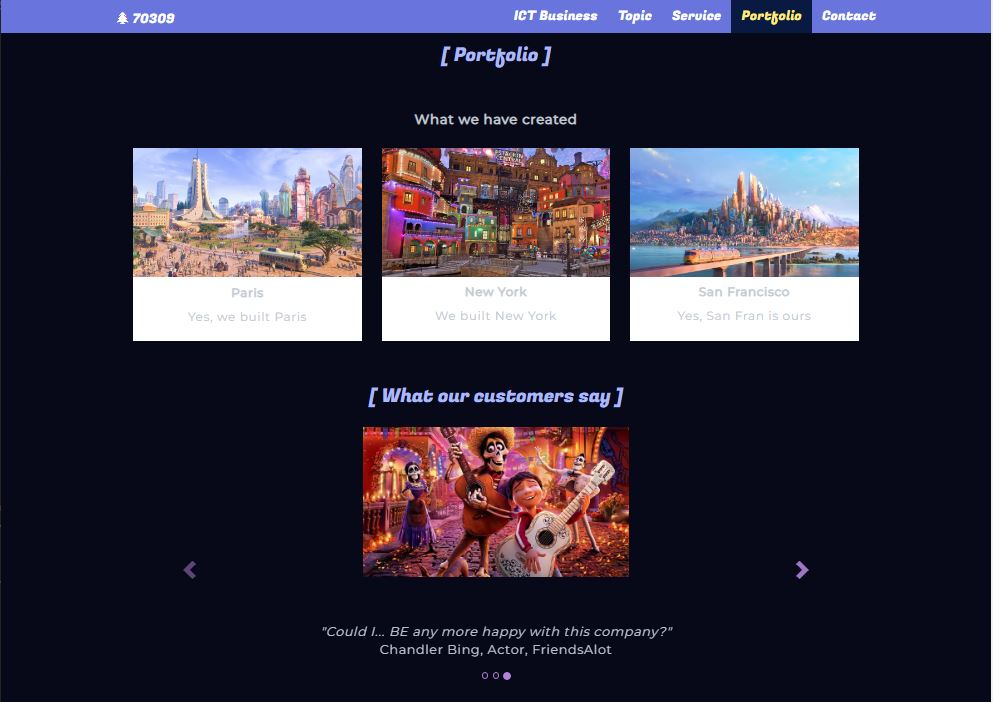 70309
ICT Business Topic Service Portfolio Contact
[ Portfolio ]
What we have created
CENTRAL
Paris
Yes, we built Paris
New York
We built New York
San Francisco
Yes, San Fran is ours
[ What our customers say ]
"Could I... BE any more happy with this company?"
Chandler Bing, Actor, FriendsAlot